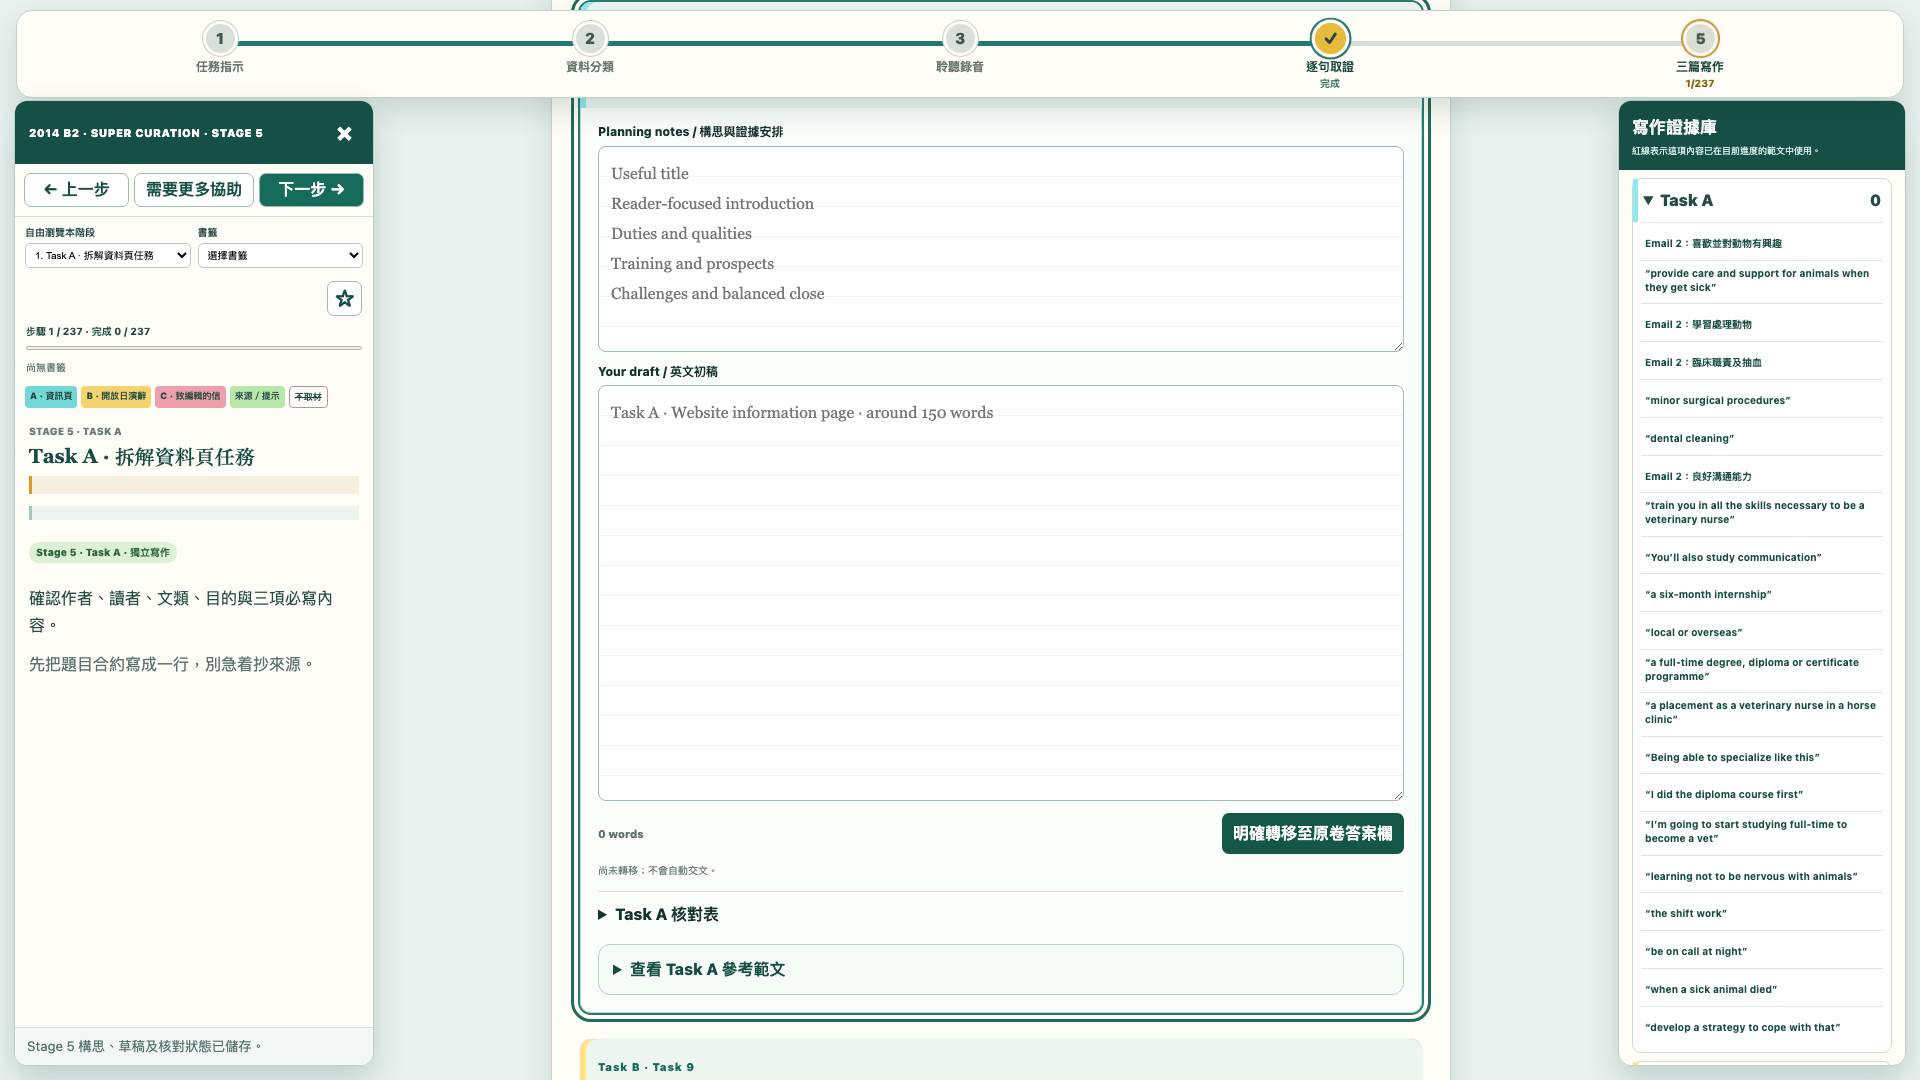 1
任務指示
2
資料分類
3
聆聽錄音
逐句取證
完成
5
三篇寫作
1/237
2014 B2 · SUPER CURATION · STAGE 5
← 上一步
需要更多協助
下一步 →
自由瀏覽本階段
書籤
1. Task A · 拆解資料頁任務
選擇書籤
步驟 1 / 237 · 完成 0 / 237
尚無書籤
A · 資訊頁
B · 開放日演辭
C · 致編輯的信
來源 / 提示
不取材
STAGE 5 · TASK A
Task A · 拆解資料頁任務
Stage 5 · Task A · 獨立寫作
確認作者、讀者、文類、目的與三項必寫內
容。
先把題目合約寫成一行，別急着抄來源。
Stage 5 構思、草稿及核對狀態已儲存。
Planning notes / 構思與證據安排
Useful title
Reader-focused introduction
Duties and qualities
Training and prospects
Challenges and balanced close
Your draft / 英文初稿
Task A · Website information page · around 150 words
0 words
明確轉移至原卷答案欄
尚未轉移；不會自動交文。
Task A 核對表
查看 Task A 參考範文
Task B · Task 9
寫作證據庫
紅線表示這項內容已在目前進度的範文中使用。
Task A
0
Email 2：喜歡並對動物有興趣
“provide care and support for animals when
they get sick”
Email 2：學習處理動物
Email 2：臨床職責及抽血
“minor surgical procedures”
“dental cleaning”
Email 2：良好溝通能力
“train you in all the skills necessary to be a
veterinary nurse”
“You’ll also study communication”
“a six-month internship”
“local or overseas”
“a full-time degree, diploma or certificate
programme”
“a placement as a veterinary nurse in a horse
clinic”
“Being able to specialize like this”
“I did the diploma course first”
“I’m going to start studying full-time to
become a vet”
“learning not to be nervous with animals”
“the shift work”
“be on call at night”
“when a sick animal died”
“develop a strategy to cope with that”